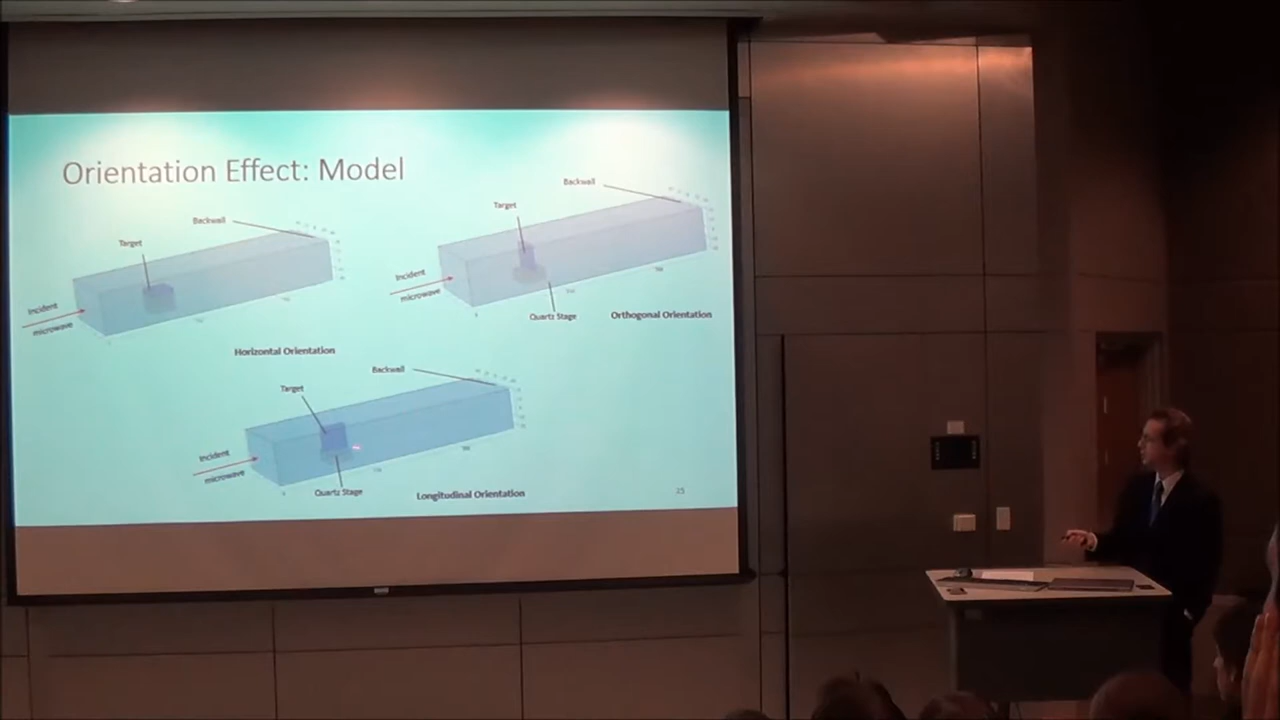 Orientation Effect: Model
Backwall
Target
Incident
microwave
Horizontal Orientation
Backwall
Target
Incident
microwave
Quartz Stage
Orthogonal Orientation
Backwall
Target
Incident
microwave
Quartz Stage
Longitudinal Orientation